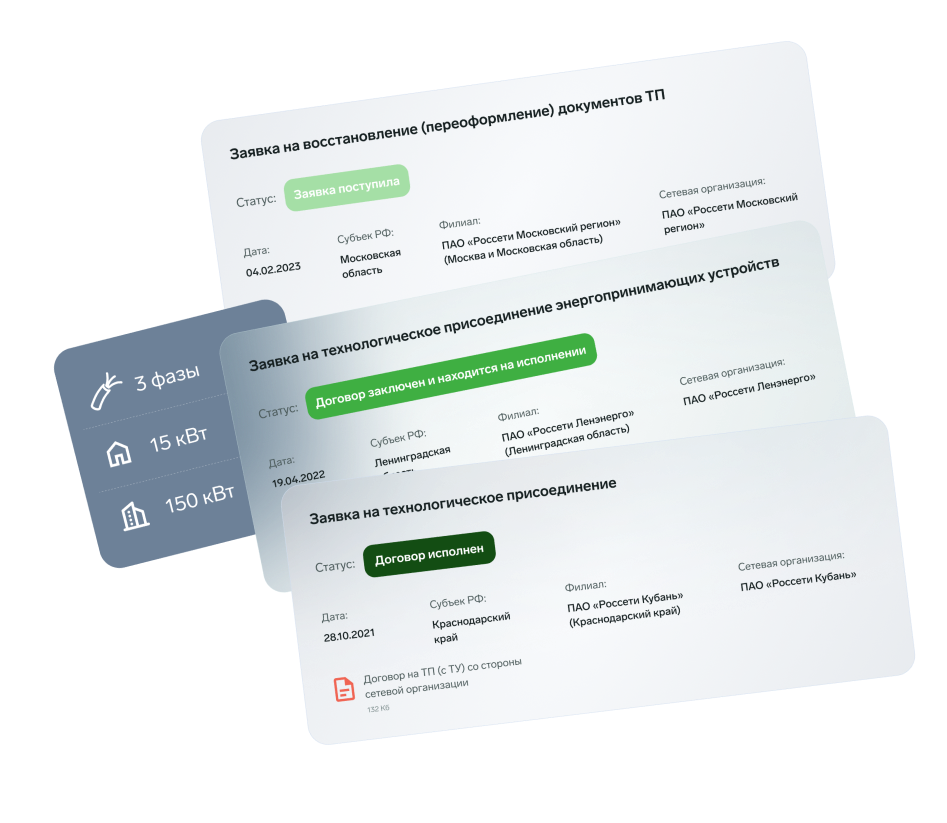 Заявка на восстановление (переоформление) документов ТП
Статус: Заявка поступила
Дата:
04.02.2023
Субъек РФ:
Московская
область
Филиал:
ПАО «Россети Московский регион»
(Москва и Московская область)
Сетевая организация:
ПАО «Россети Московский
регион»
3 фазы
15 кВт
150 кВт
Заявка на технологическое присоединение энергопринимающих устройств
Статус: Договор заключен и находится на исполнении
Дата:
19.04.2022
Субъек РФ:
Ленинградская
область
Филиал:
ПАО «Россети Ленэнерго»
(Ленинградская область)
Сетевая организация:
ПАО «Россети Ленэнерго»
Заявка на технологическое присоединение
Статус: Договор исполнен
Дата:
28.10.2021
Субъек РФ:
Краснодарский
край
Филиал:
ПАО «Россети Кубань»
(Краснодарский край)
Сетевая организация:
ПАО «Россети Кубань»
Договор на ТП (с ТУ) со стороны
сетевой организации
132 Кб